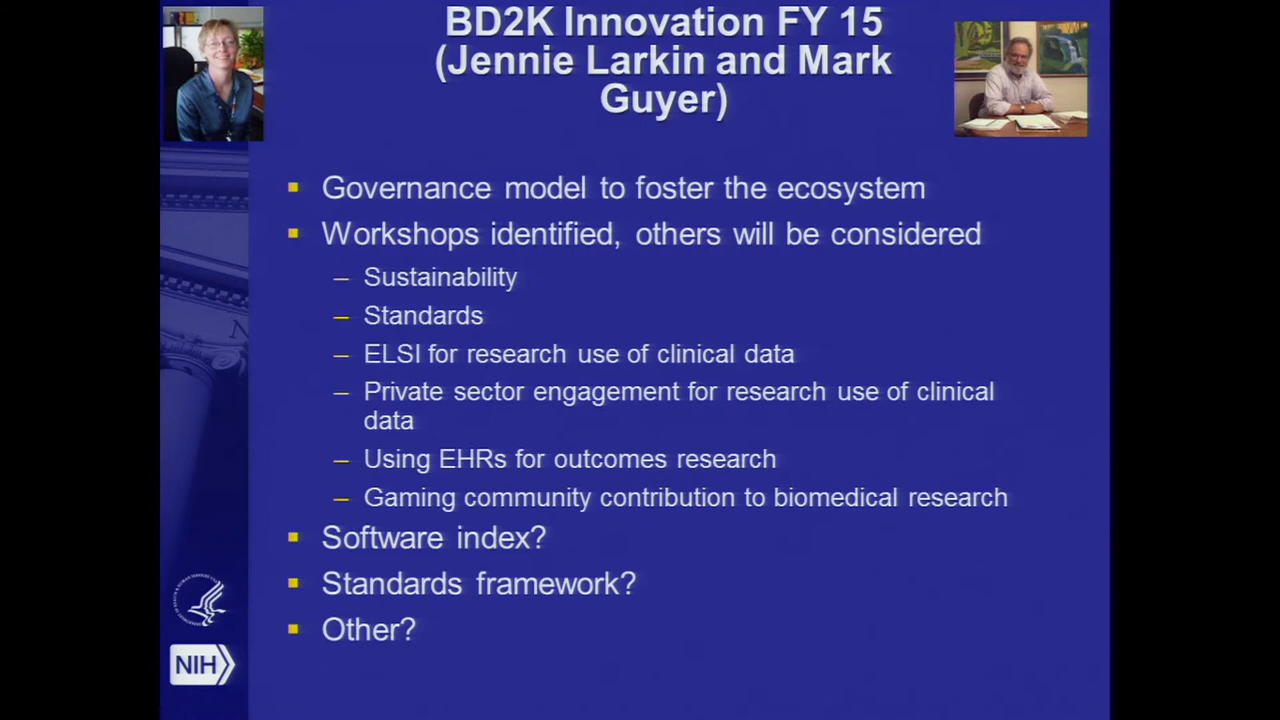 BD2K Innovation FY 15
(Jennie Larkin and Mark
Guyer)
Governance model to foster the ecosystem
Workshops identified, others will be considered
– Sustainability
– Standards
– ELSI for research use of clinical data
– Private sector engagement for research use of clinical
data
– Using EHRs for outcomes research
– Gaming community contribution to biomedical research
Software index?
Standards framework?
Other?
NIH